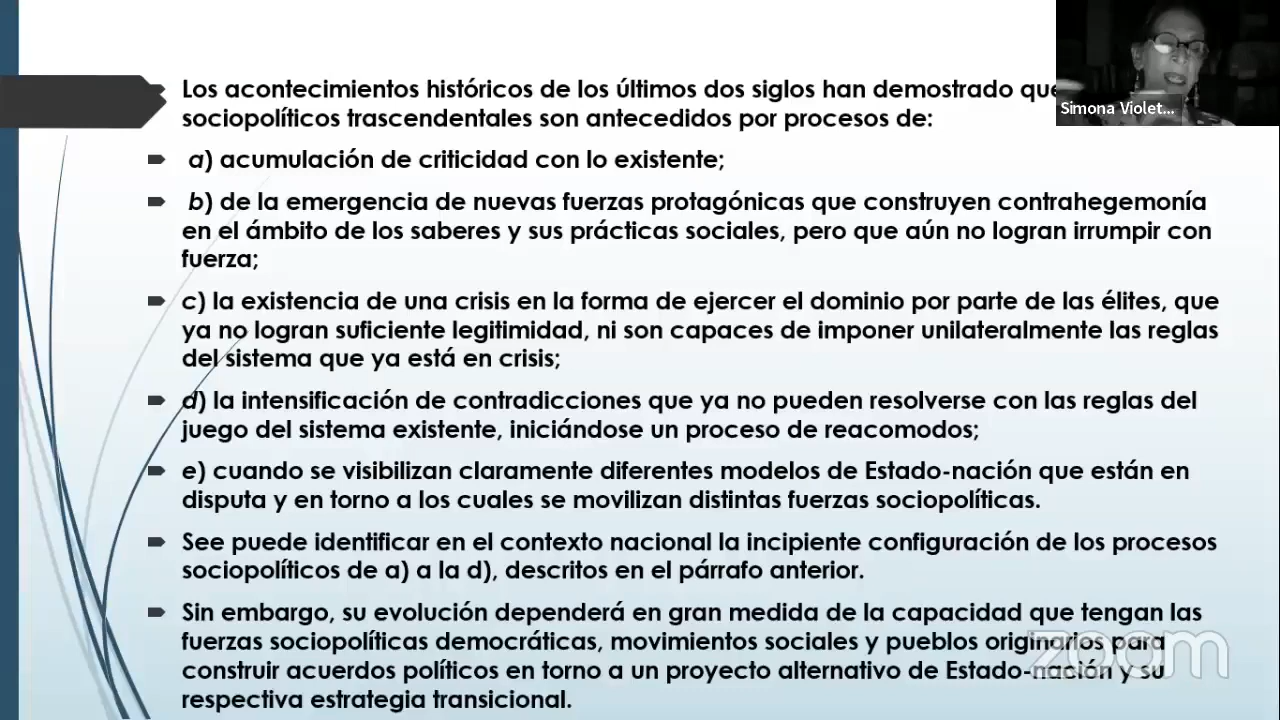 Los acontecimientos históricos de los últimos dos siglos han demostrado que
sociopolíticos trascendentales son antecedidos por procesos de:
a) acumulación de criticidad con lo existente;
b) de la emergencia de nuevas fuerzas protagónicas que construyen contrahegemonía
en el ámbito de los saberes y sus prácticas sociales, pero que aún no logran irrumpir con
fuerza;
c) la existencia de una crisis en la forma de ejercer el dominio por parte de las élites, que
ya no logran suficiente legitimidad, ni son capaces de imponer unilateralmente las reglas
del sistema que ya está en crisis;
d) la intensificación de contradicciones que ya no pueden resolverse con las reglas del
juego del sistema existente, iniciándose un proceso de reacomodos;
e) cuando se visibilizan claramente diferentes modelos de Estado-nación que están en
disputa y en torno a los cuales se movilizan distintas fuerzas sociopolíticas.
See puede identificar en el contexto nacional la incipiente configuración de los procesos
sociopolíticos de a) a la d), descritos en el párrafo anterior.
Sin embargo, su evolución dependerá en gran medida de la capacidad que tengan las
fuerzas sociopolíticas democráticas, movimientos sociales y pueblos originarios para
construir acuerdos políticos en torno a un proyecto alternativo de Estado-nación y su
respectiva estrategia transicional.
Simona Violet...
zoom